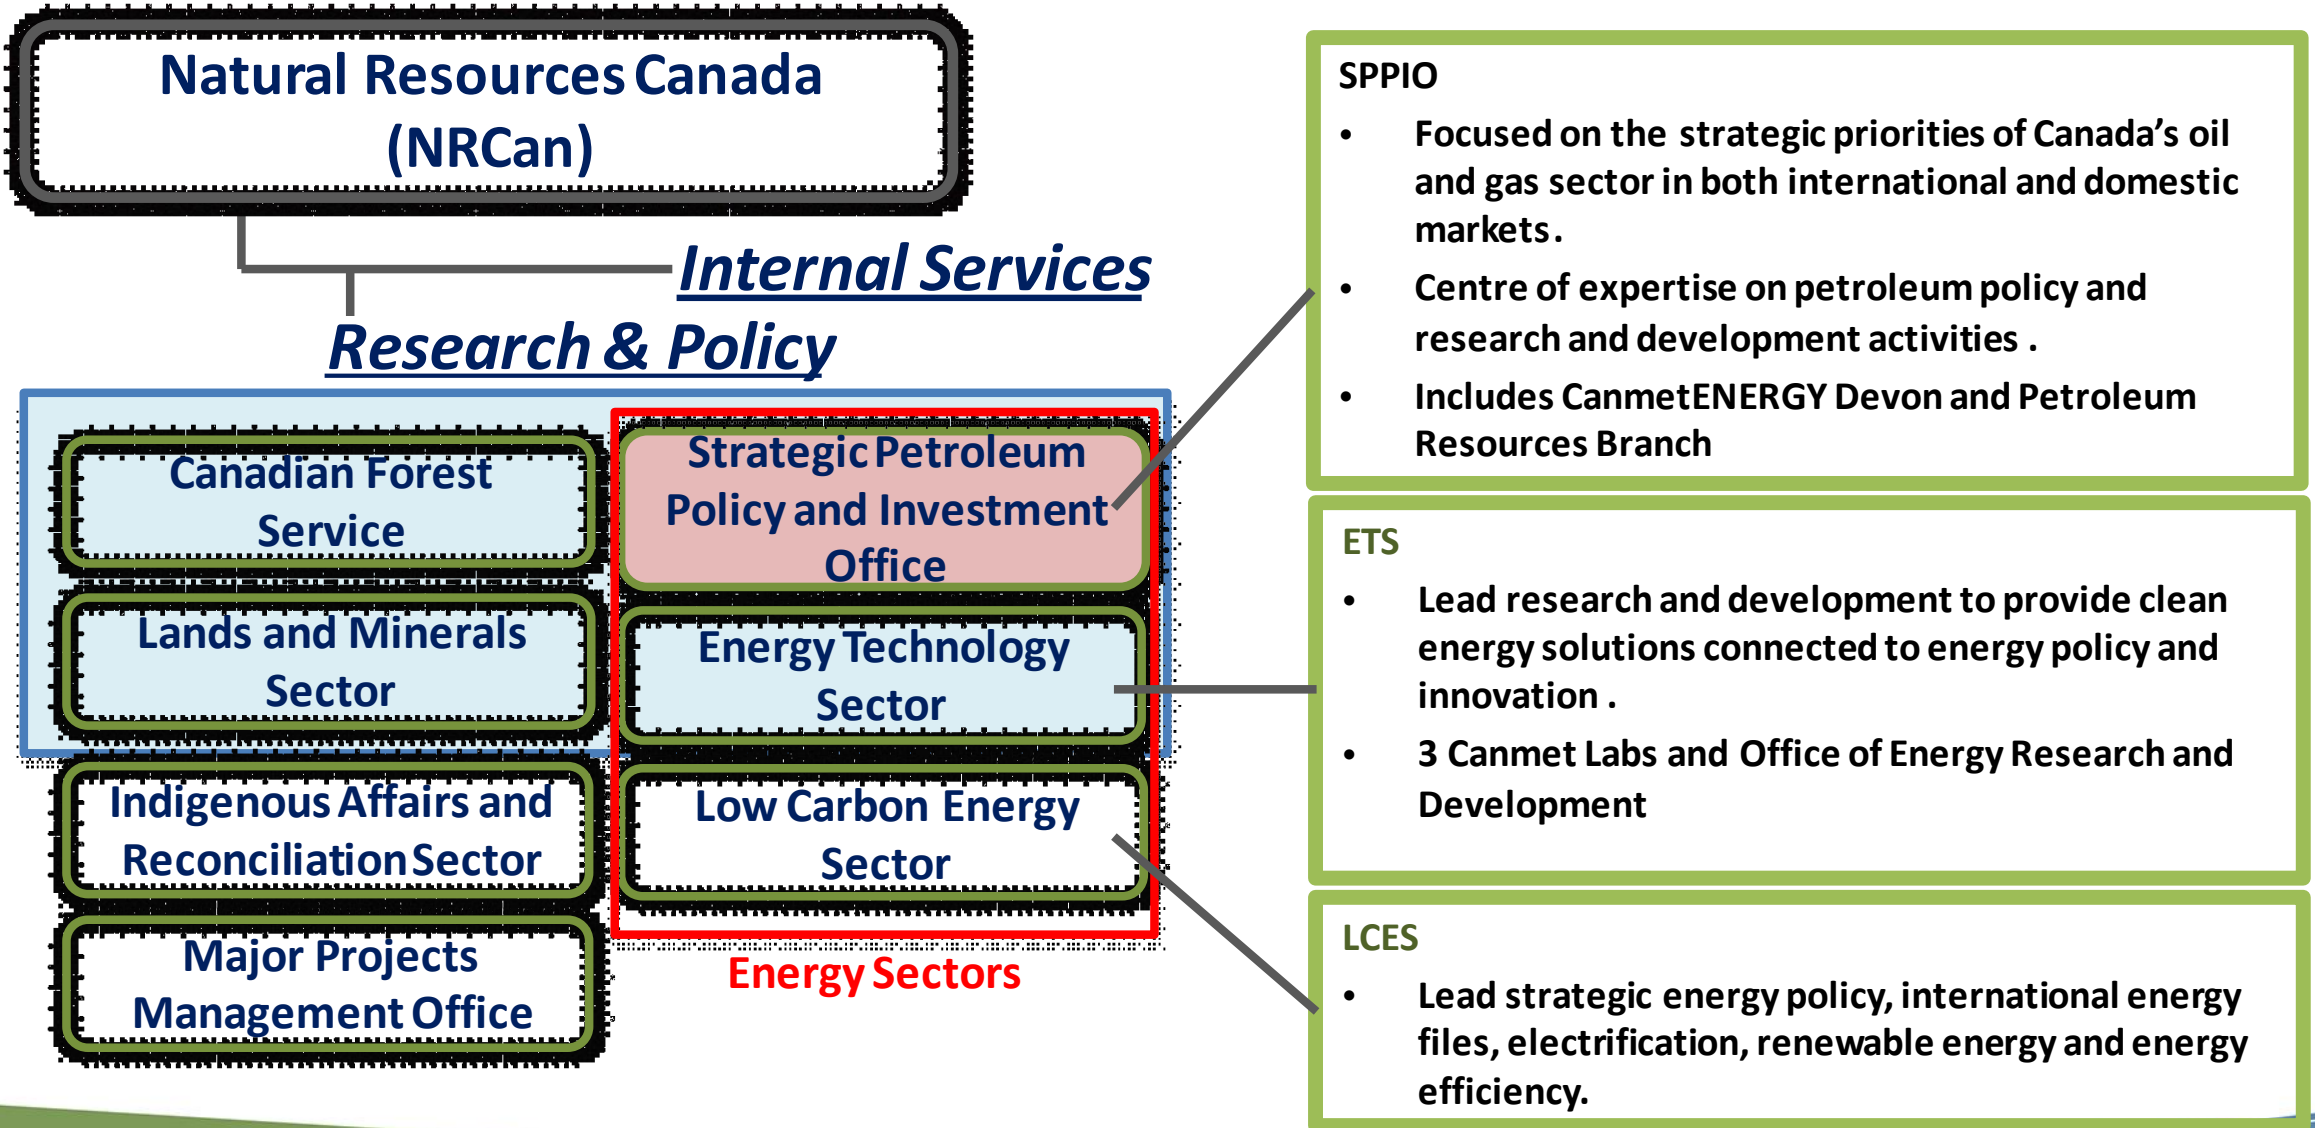 Natural Resources Canada
(NRCan)
Internal Services
Research & Policy
Canadian Forest
Service
Lands and Minerals
Sector
Indigenous Affairs and
Reconciliation Sector
Major Projects
Management Office
Strategic Petroleum
Policy and Investment
Office
Energy Technology
Sector
Low Carbon Energy
Sector
Energy Sectors
SPPIO
• Focused on the strategic priorities of Canada’s oil
and gas sector in both international and domestic
markets.
• Centre of expertise on petroleum policy and
research and development activities .
• Includes CanmetENERGY Devon and Petroleum
Resources Branch
ETS
• Lead research and development to provide clean
energy solutions connected to energy policy and
innovation .
• 3 Canmet Labs and Office of Energy Research and
Development
LCES
• Lead strategic energy policy, international energy
files, electrification, renewable energy and energy
efficiency.